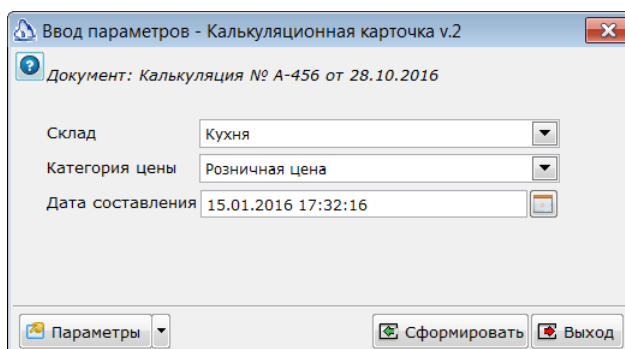 Ввод параметров - Калькуляционная карточка v.2
Документ: Калькуляция № А-456 от 28.10.2016
Склад Кухня
Категория цены Розничная цена
Дата составления 15.01.2016 17:32:16
Параметры Сформировать Выход